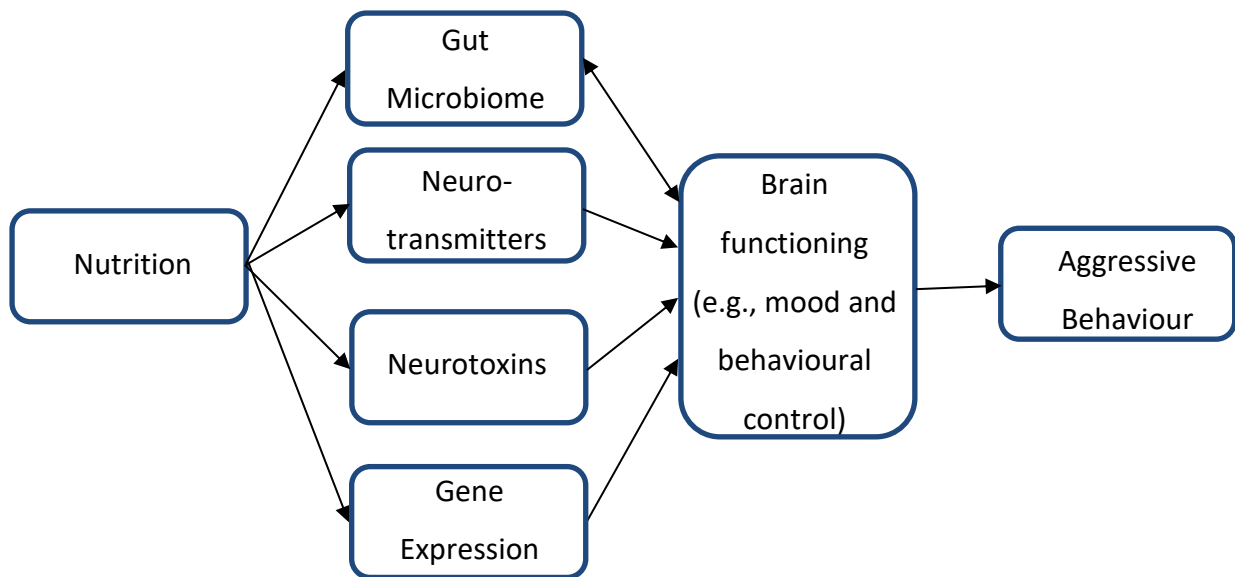 Gut
Microbiome
Neuro-
transmitters
Nutrition
Neurotoxins
Gene
Expression
Brain
functioning
(e.g., mood and
behavioural
control)
Aggressive
Behaviour